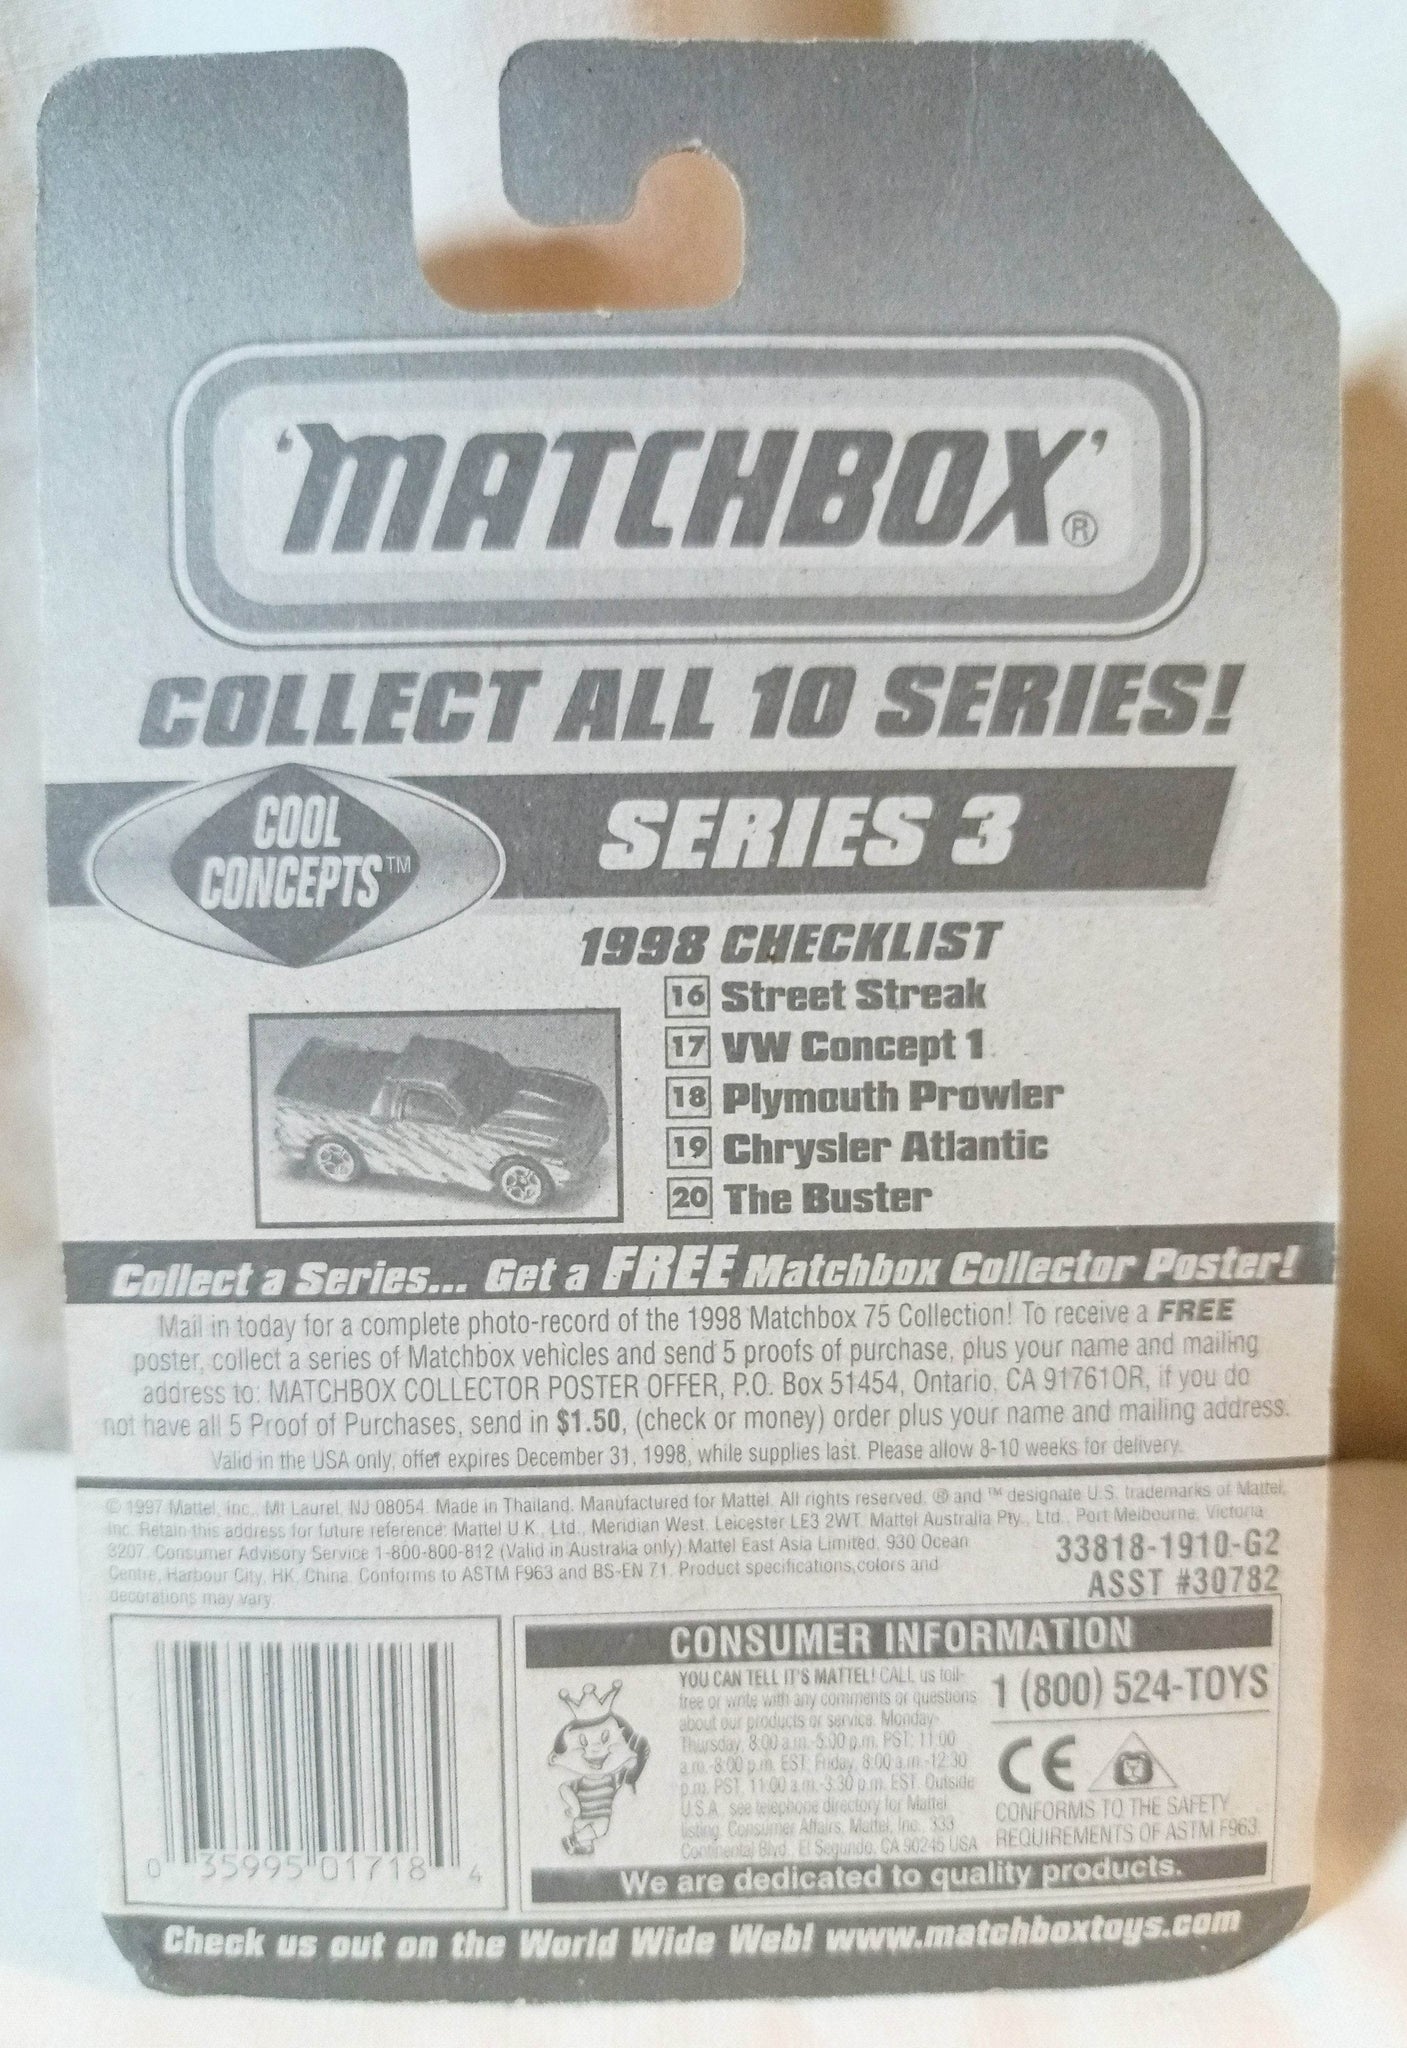 'MATCHBOX'®
COLLECT ALL 10 SERIES!
COOL
CONCEPTS™
SERIES 3
1998 CHECKLIST
16 Street Streak
17 VW Concept 1
18 Plymouth Prowler
19 Chrysler Atlantic
20 The Buster
Collect a Series... Get a FREE Matchbox Collector Poster!
Mail in today for a complete photo-record of the 1998 Matchbox 75 Collection! To receive a FREE
poster, collect a series of Matchbox vehicles and send 5 proofs of purchase, plus your name and mailing
address to: MATCHBOX COLLECTOR POSTER OFFER, P.O. Box 51454, Ontario, CA 91761OR, if you do
not have all 5 Proof of Purchases, send in $1.50, (check or money) order plus your name and mailing address.
Valid in the USA only, offer expires December 31, 1998, while supplies last. Please allow 8-10 weeks for delivery.
© 1997 Mattel, Inc., Mt Laurel, NJ 08054. Made in Thailand. Manufactured for Mattel. All rights reserved. ® and ™ designate U.S. trademarks of Mattel,
Inc. Retain this address for future reference: Mattel U.K., Ltd., Meridian West, Leicester LE3 2WT. Mattel Australia Pty., Ltd., Port Melbourne, Victoria
3207. Consumer Advisory Service 1-800-800-812 (Valid in Australia only) Mattel East Asia Limited, 930 Ocean
Centre, Harbour City, HK, China. Conforms to ASTM F963 and BS-EN 71. Product specifications,colors and
decorations may vary.
33818-1910-G2
ASST #30782
0 35995 01718 4
CONSUMER INFORMATION
YOU CAN TELL IT'S MATTEL! CALL us toll-
free or write with any comments or questions
about our products or service. Monday-
Thursday, 8:00 a.m.-5:00 p.m. PST; 11:00
a.m.-8:00 p.m. EST; Friday, 8:00 a.m.-12:30
p.m. PST, 11:00 a.m.-3:30 p.m. EST. Outside
U.S.A. see telephone directory for Mattel
listing. Consumer Affairs, Mattel, Inc., 333
Continental Blvd., El Segundo, CA 90245 USA
1 (800) 524-TOYS
CE
CONFORMS TO THE SAFETY
REQUIREMENTS OF ASTM F963.
We are dedicated to quality products.
Check us out on the World Wide Web! www.matchboxtoys.com